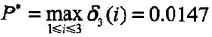 P* = max δ₃(i) = 0.0147
1≤i≤3